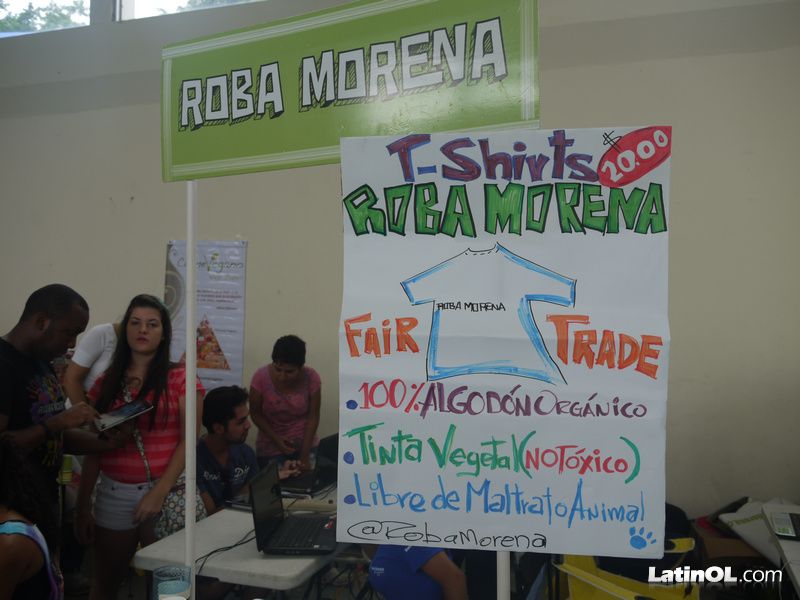 ROBA MORENA
T-Shirts $20.00
ROBA MORENA
ROBA MORENA
FAIR TRADE
• 100% ALGODÓN ORGÁNICO
• Tinta Vegetal (NO TÓXICO)
• Libre de Maltrato Animal
@RobaMorena
LatinOL.com